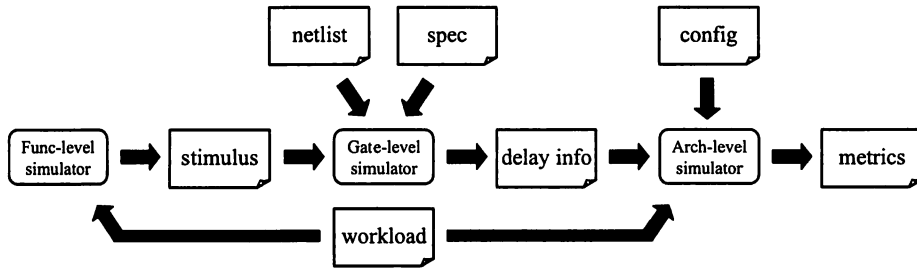 netlist
spec
config
Func-level
simulator
stimulus
Gate-level
simulator
delay info
Arch-level
simulator
metrics
workload